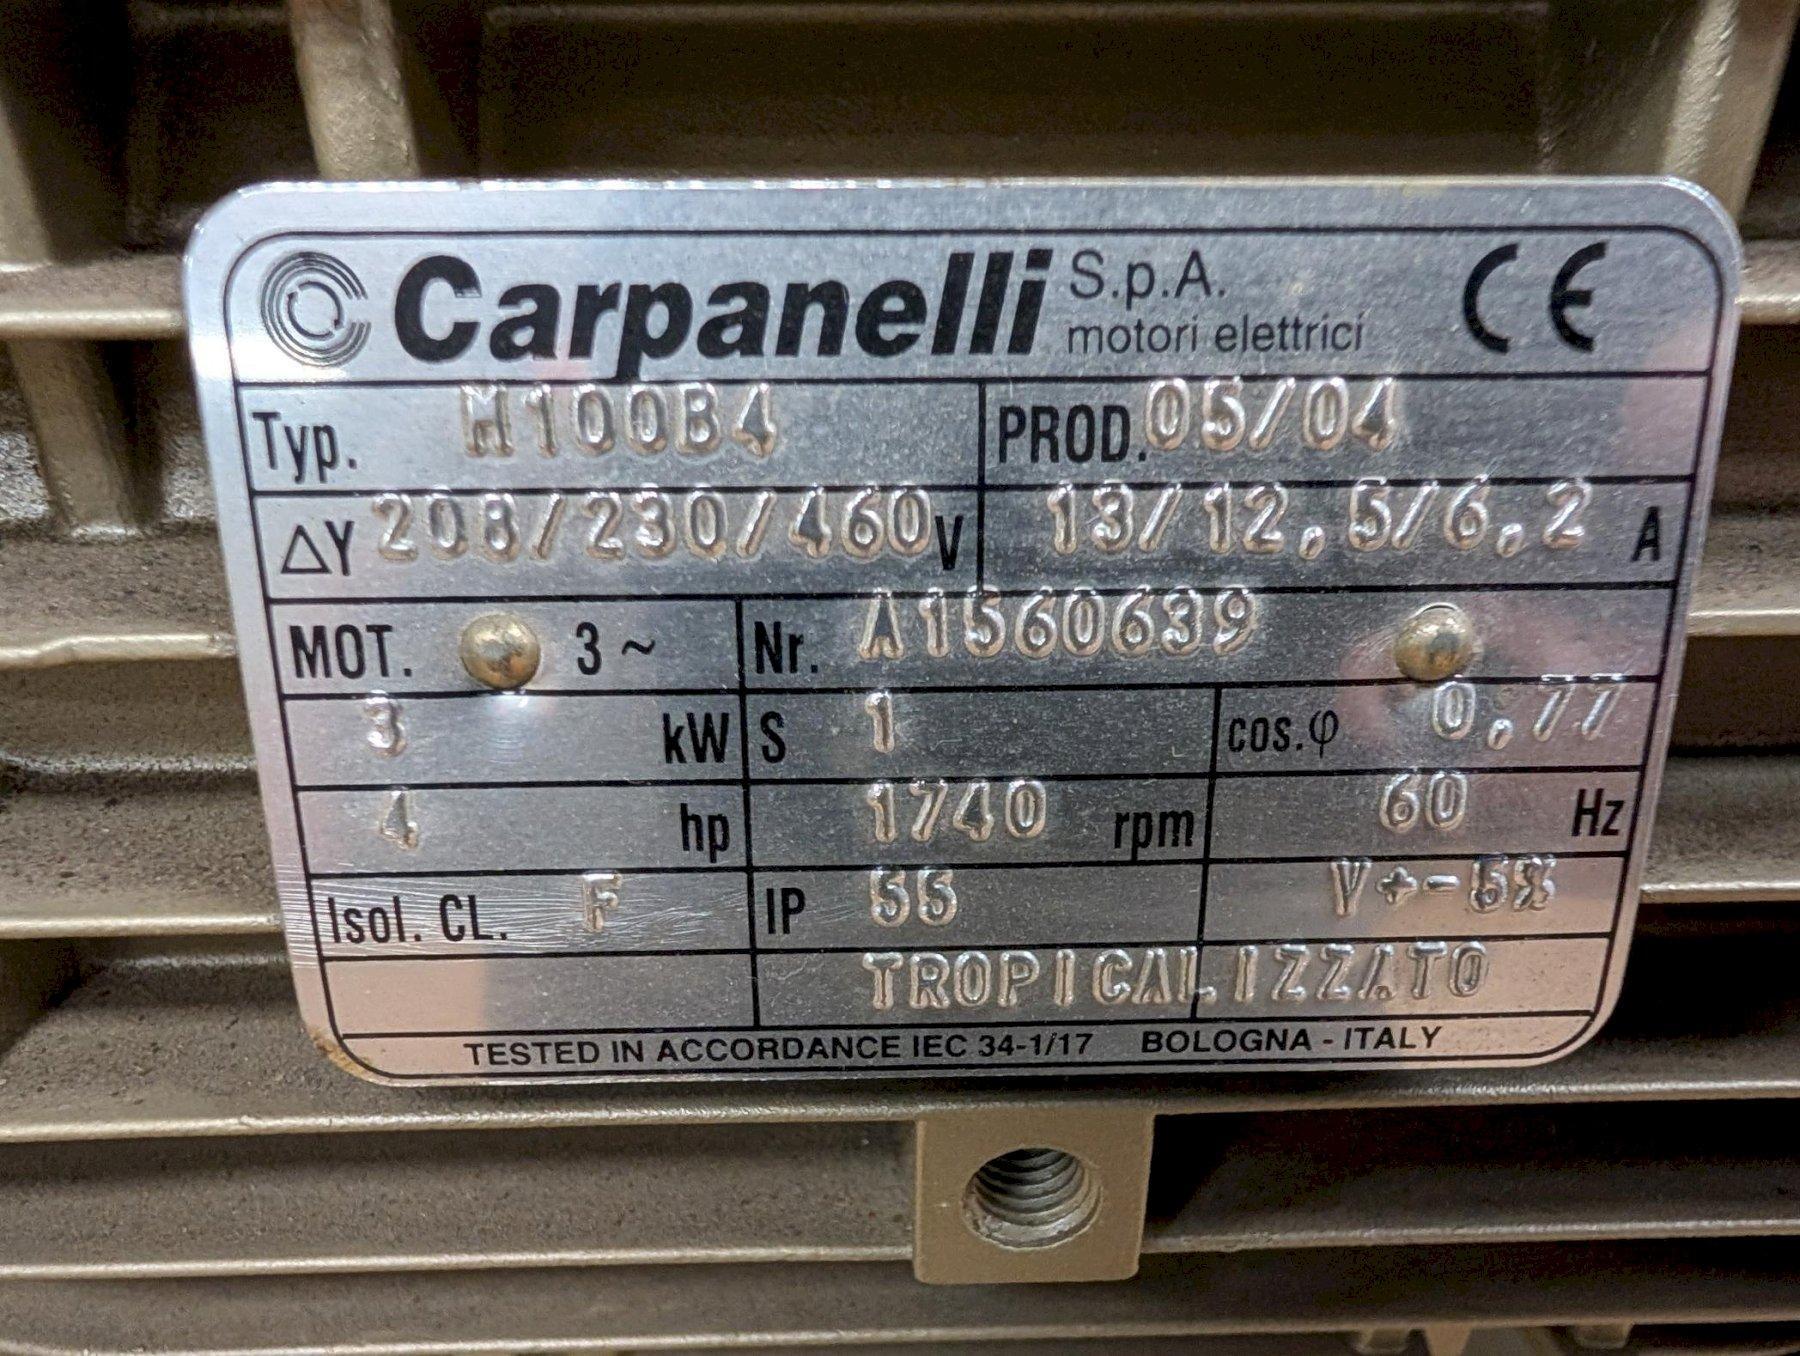 Carpanelli S.p.A. motori elettrici CE
Typ. M100B4 PROD. 05/04
ΔY 208/230/460 V 13/12,5/6,2 A
MOT. 3 ~ Nr. A1560639
3 kW S 1 cos.φ 0,77
4 hp 1740 rpm 60 Hz
Isol. CL. F IP 55 V+-5%
TROPICALIZZATO
TESTED IN ACCORDANCE IEC 34-1/17 BOLOGNA - ITALY